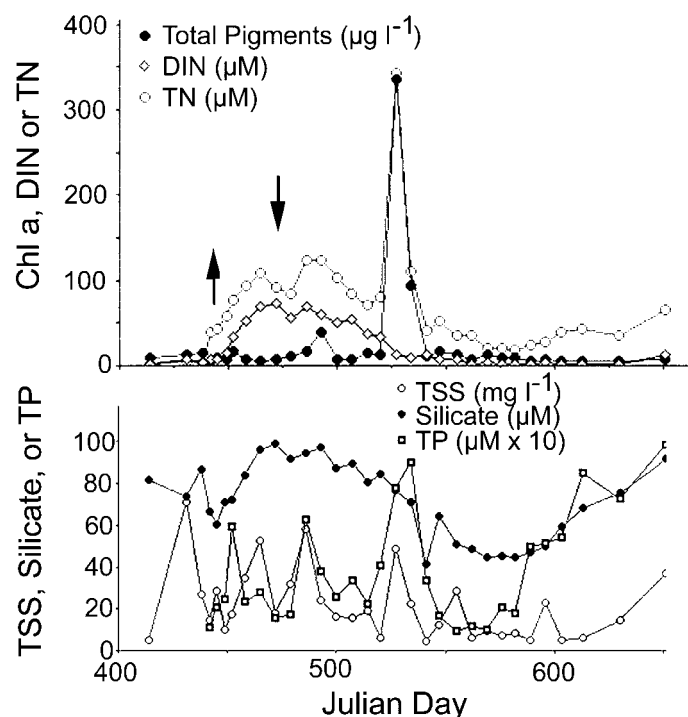 400
300
200
100
0
Chl a, DIN or TN
Total Pigments (µg l⁻¹)
DIN (µM)
TN (µM)
100
80
60
40
20
0
TSS, Silicate, or TP
TSS (mg l⁻¹)
Silicate (µM)
TP (µM x 10)
400
500
600
Julian Day